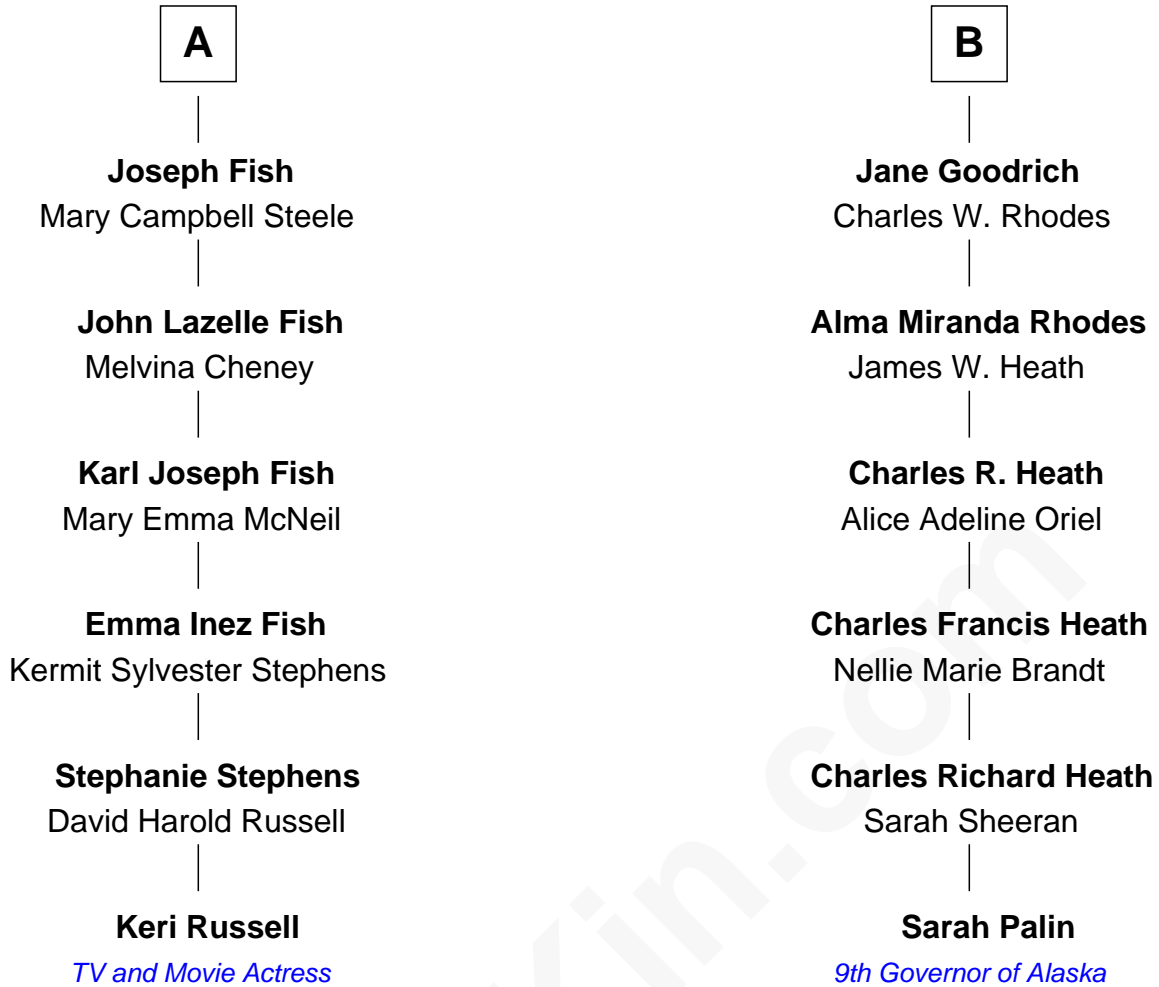 A
Joseph Fish
Mary Campbell Steele
John Lazelle Fish
Melvina Cheney
Karl Joseph Fish
Mary Emma McNeil
Emma Inez Fish
Kermit Sylvester Stephens
Stephanie Stephens
David Harold Russell
Keri Russell
TV and Movie Actress
B
Jane Goodrich
Charles W. Rhodes
Alma Miranda Rhodes
James W. Heath
Charles R. Heath
Alice Adeline Oriel
Charles Francis Heath
Nellie Marie Brandt
Charles Richard Heath
Sarah Sheeran
Sarah Palin
9th Governor of Alaska